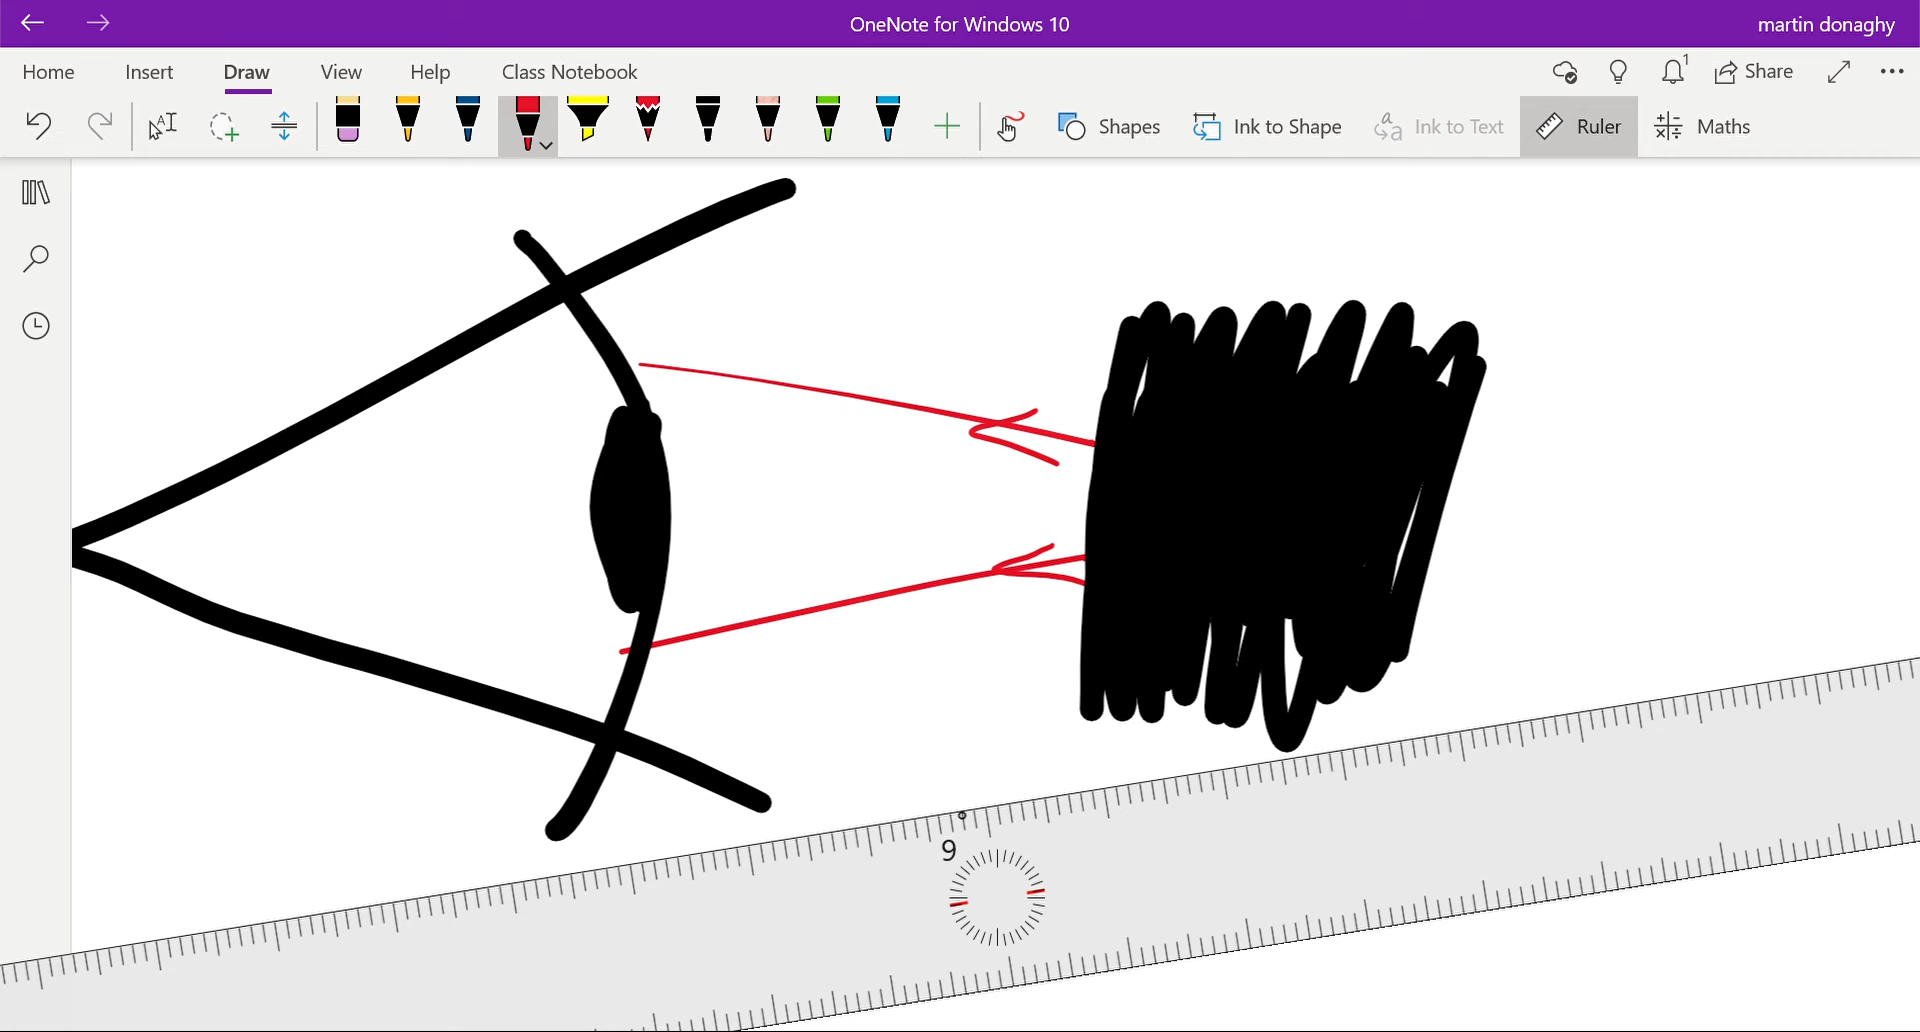 OneNote for Windows 10
martin donaghy
Home
Insert
Draw
View
Help
Class Notebook
1
Share
Shapes
Ink to Shape
Ink to Text
Ruler
Maths
9°